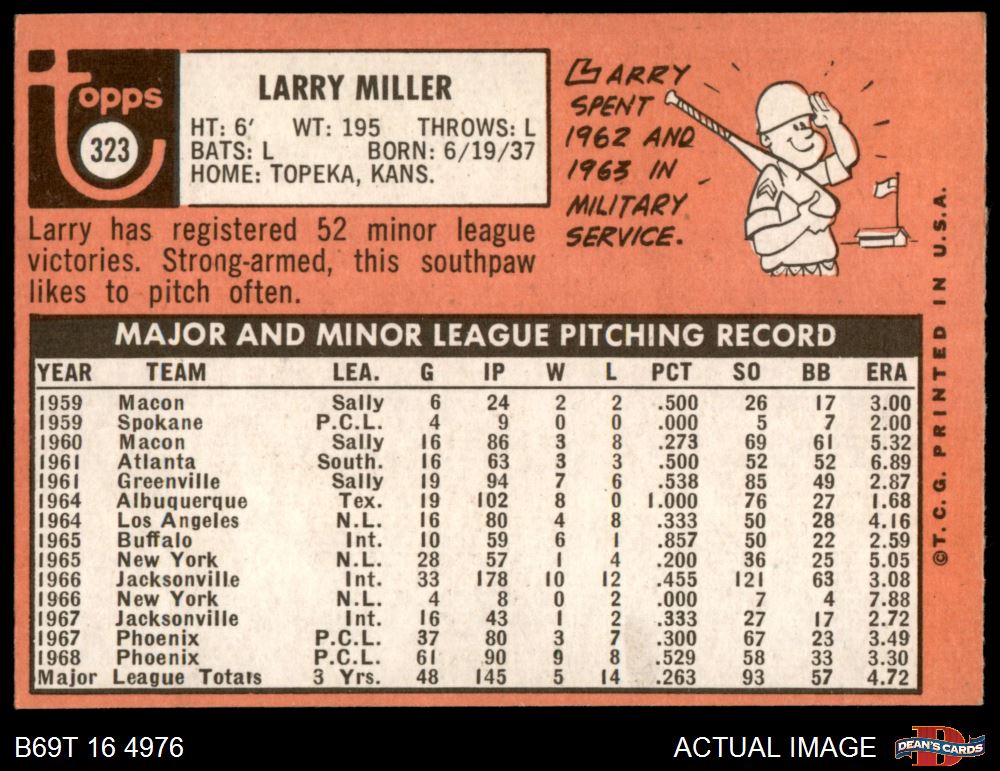 topps
323
LARRY MILLER
HT: 6′ WT: 195 THROWS: L
BATS: L BORN: 6/19/37
HOME: TOPEKA, KANS.
LARRY
SPENT
1962 AND
1963 IN
MILITARY
SERVICE.
Larry has registered 52 minor league
victories. Strong-armed, this southpaw
likes to pitch often.
MAJOR AND MINOR LEAGUE PITCHING RECORD
YEAR TEAM LEA. G IP W L PCT SO BB ERA
1959 Macon Sally 6 24 2 2 .500 26 17 3.00
1959 Spokane P.C.L. 4 9 0 0 .000 5 7 2.00
1960 Macon Sally 16 86 3 8 .273 69 61 5.32
1961 Atlanta South. 16 63 3 3 .500 52 52 6.89
1961 Greenville Sally 19 94 7 6 .538 85 49 2.87
1964 Albuquerque Tex. 19 102 8 0 1.000 76 27 1.68
1964 Los Angeles N.L. 16 80 4 8 .333 50 28 4.16
1965 Buffalo Int. 10 59 6 1 .857 50 22 2.59
1965 New York N.L. 28 57 1 4 .200 36 25 5.05
1966 Jacksonville Int. 33 178 10 12 .455 121 63 3.08
1966 New York N.L. 4 8 0 2 .000 7 4 7.88
1967 Jacksonville Int. 16 43 1 2 .333 27 17 2.72
1967 Phoenix P.C.L. 37 80 3 7 .300 67 23 3.49
1968 Phoenix P.C.L. 61 90 9 8 .529 58 33 3.30
Major League Totals 3 Yrs. 48 145 5 14 .263 93 57 4.72
©T.C.G. PRINTED IN U.S.A.
B69T 16 4976
ACTUAL IMAGE
D
DEAN'S CARDS